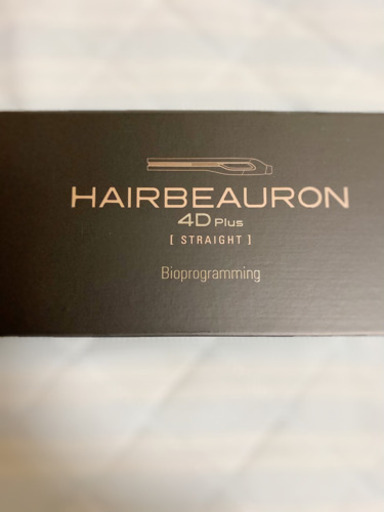 HAIRBEAURON
4D Plus
[ STRAIGHT ]
Bioprogramming